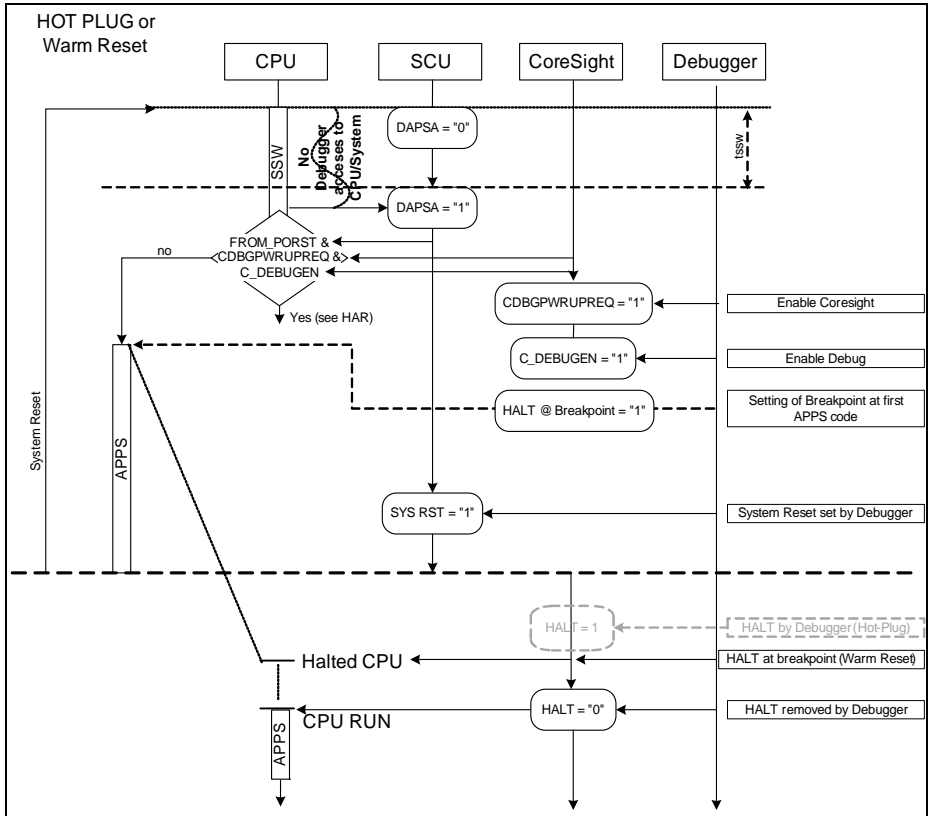 HOT PLUG or
Warm Reset
CPU
SCU
CoreSight
Debugger
DAPSA = "0"
SSW
No
Debugger
acceses to
CPU/System
tssw
DAPSA = "1"
FROM_PORST &
CDBGPWRUPREQ &
C_DEBUGEN
no
Yes (see HAR)
CDBGPWRUPREQ = "1"
Enable Coresight
C_DEBUGEN = "1"
Enable Debug
HALT @ Breakpoint = "1"
Setting of Breakpoint at first
APPS code
System Reset
APPS
SYS RST = "1"
System Reset set by Debugger
HALT = 1
HALT by Debugger (Hot-Plug)
Halted CPU
HALT at breakpoint (Warm Reset)
HALT = "0"
HALT removed by Debugger
CPU RUN
APPS